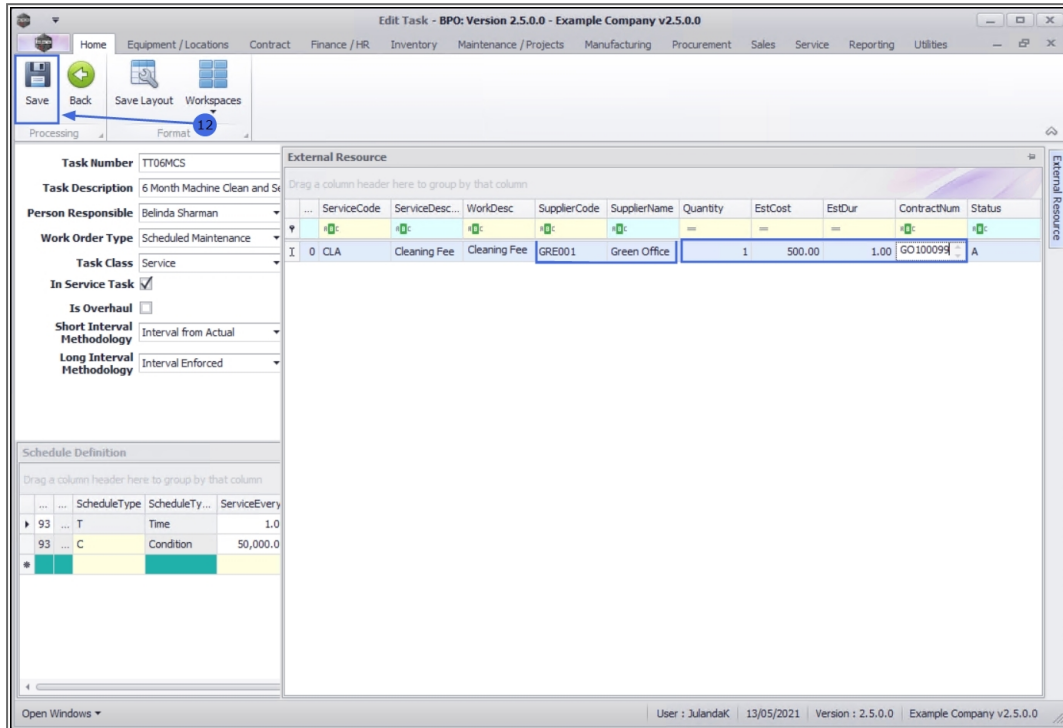 Edit Task - BPO: Version 2.5.0.0 - Example Company v2.5.0.0
Home Equipment / Locations Contract Finance / HR Inventory Maintenance / Projects Manufacturing Procurement Sales Service Reporting Utilities
Save Back Save Layout Workspaces
12
Processing Format
Task Number TT06MCS
Task Description 6 Month Machine Clean and Se
Person Responsible Belinda Sharman
Work Order Type Scheduled Maintenance
Task Class Service
In Service Task
Is Overhaul
Short Interval Methodology Interval from Actual
Long Interval Methodology Interval Enforced
External Resource
External Resource
Drag a column header here to group by that column
... ServiceCode ServiceDesc... WorkDesc SupplierCode SupplierName Quantity EstCost EstDur ContractNum Status
0 CLA Cleaning Fee Cleaning Fee GRE001 Green Office 1 500.00 1.00 GO100099 A
Schedule Definition
Drag a column header here to group by that column
... ... ScheduleType ScheduleTy... ServiceEvery
93 ... T Time 1.0
93 ... C Condition 50,000.0
Open Windows User : JulandaK 13/05/2021 Version : 2.5.0.0 Example Company v2.5.0.0